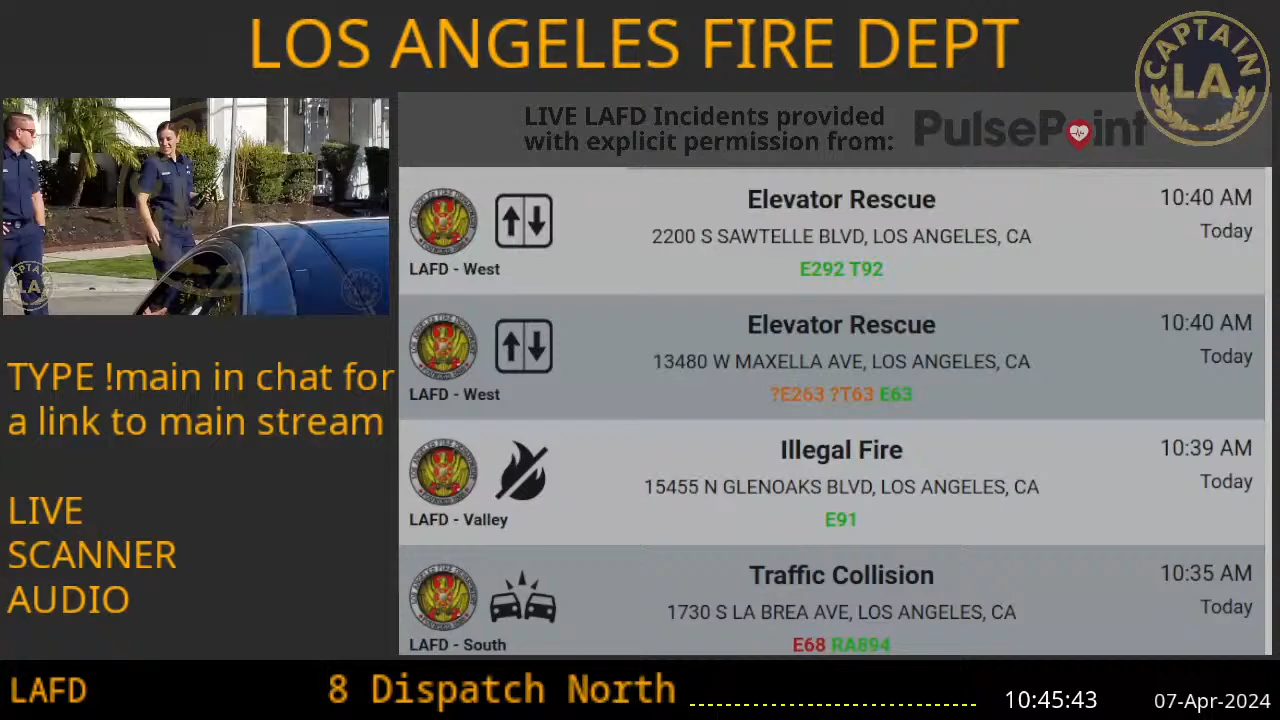 LOS ANGELES FIRE DEPT
CAPTAIN
LA
LIVE LAFD Incidents provided
with explicit permission from:
PulsePoint
Elevator Rescue
10:40 AM
2200 S SAWTELLE BLVD, LOS ANGELES, CA
Today
LAFD - West
E292 T92
Elevator Rescue
10:40 AM
13480 W MAXELLA AVE, LOS ANGELES, CA
Today
LAFD - West
?E263 ?T63 E63
Illegal Fire
10:39 AM
15455 N GLENOAKS BLVD, LOS ANGELES, CA
Today
LAFD - Valley
E91
Traffic Collision
10:35 AM
1730 S LA BREA AVE, LOS ANGELES, CA
Today
LAFD - South
E68 RA894
CAPTAIN
LA
TYPE !main in chat for
a link to main stream
LIVE
SCANNER
AUDIO
LAFD
8 Dispatch North
10:45:43
07-Apr-2024